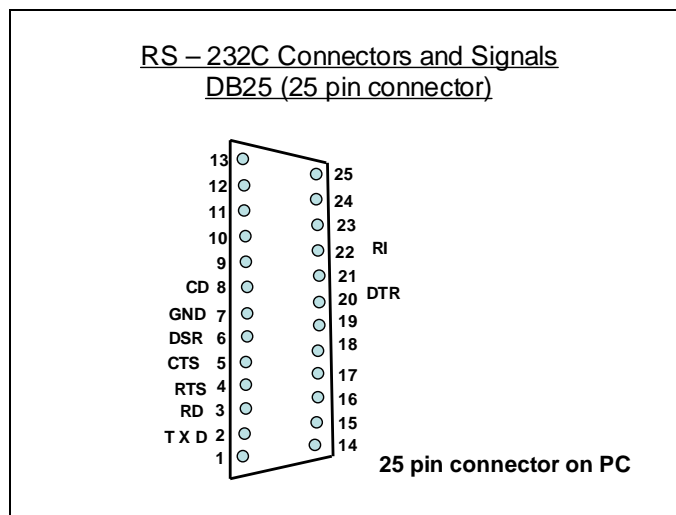 RS – 232C Connectors and Signals
DB25 (25 pin connector)
13
25
12
24
11
23
10
22 RI
9
21
CD 8
20 DTR
GND 7
19
DSR 6
18
CTS 5
17
RTS 4
16
RD 3
15
T X D 2
14
1
25 pin connector on PC